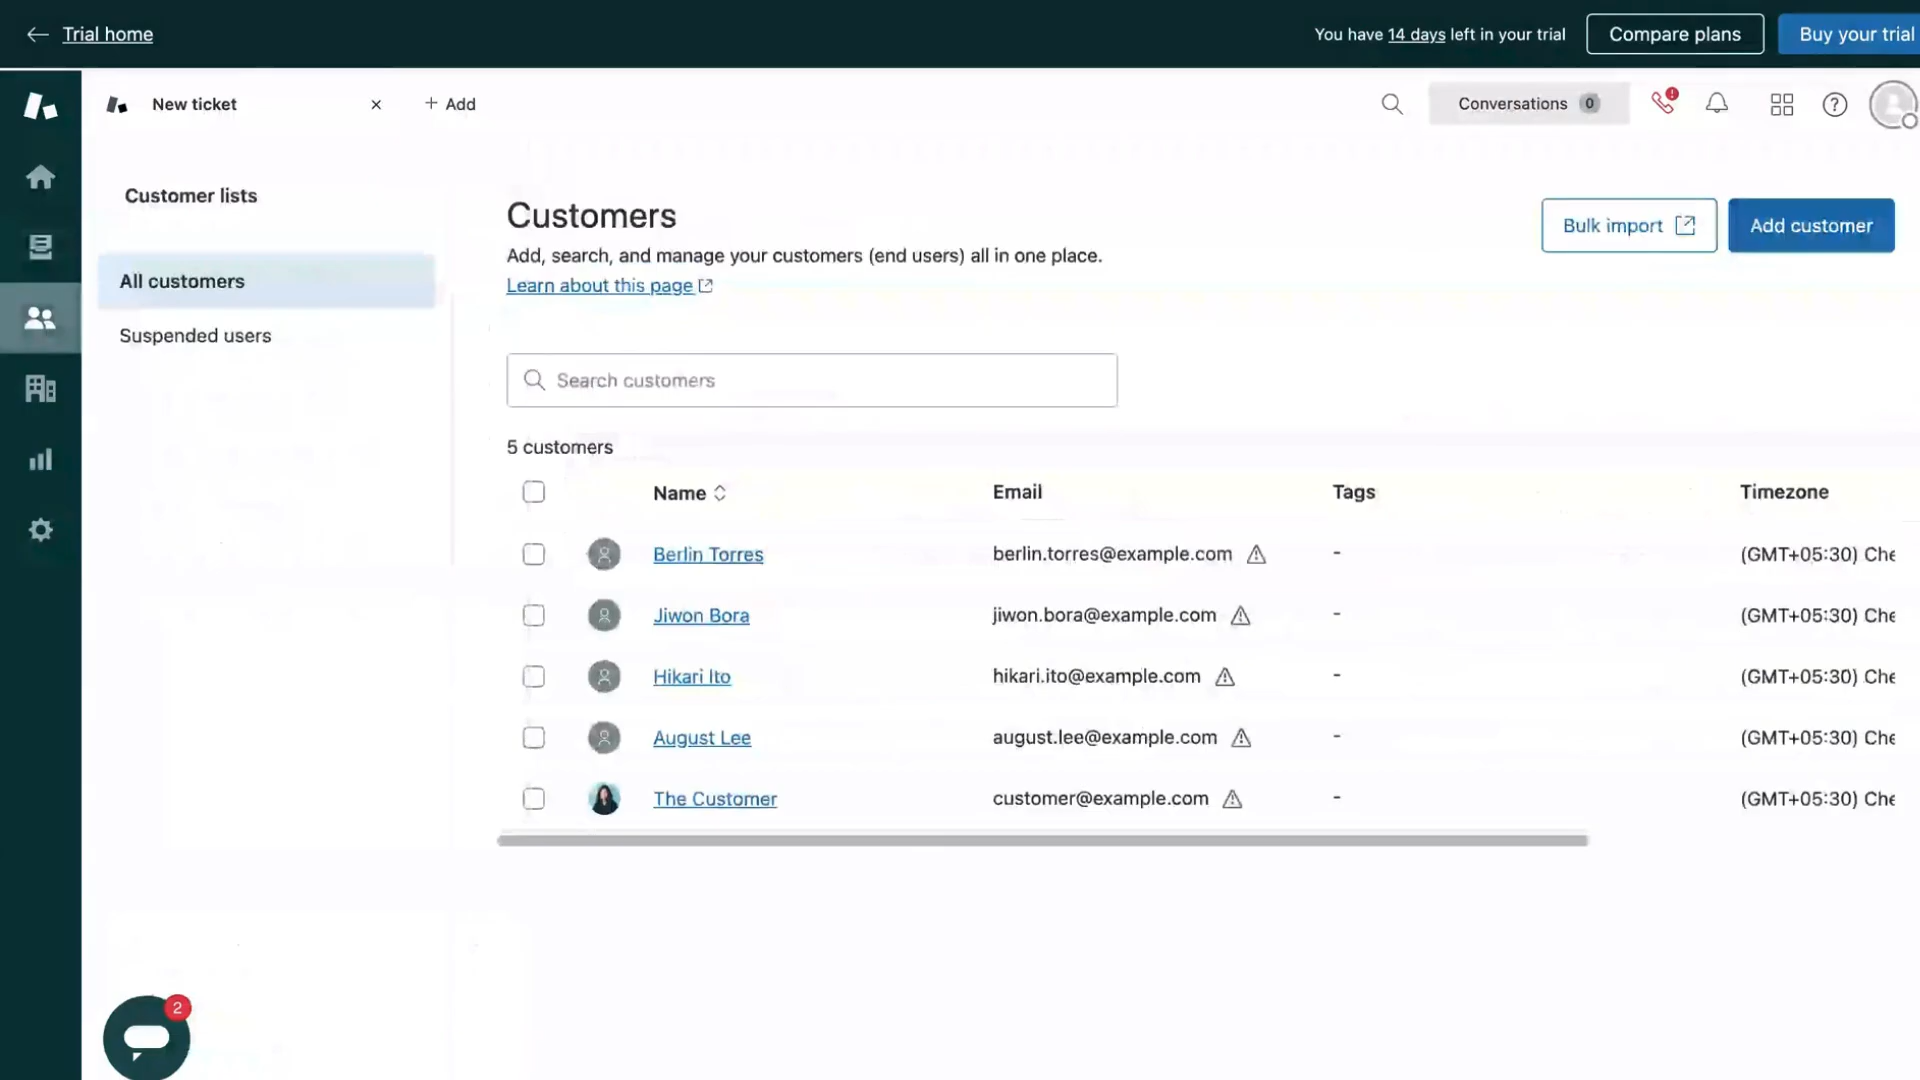 Trial home
You have 14 days left in your trial
Compare plans
Buy your trial
New ticket
+ Add
Conversations 0
Customer lists
All customers
Suspended users
Customers
Add, search, and manage your customers (end users) all in one place.
Learn about this page
Bulk import
Add customer
Search customers
5 customers
Name Email Tags Timezone
Berlin Torres berlin.torres@example.com - (GMT+05:30) Che
Jiwon Bora jiwon.bora@example.com - (GMT+05:30) Che
Hikari Ito hikari.ito@example.com - (GMT+05:30) Che
August Lee august.lee@example.com - (GMT+05:30) Che
The Customer customer@example.com - (GMT+05:30) Che
2